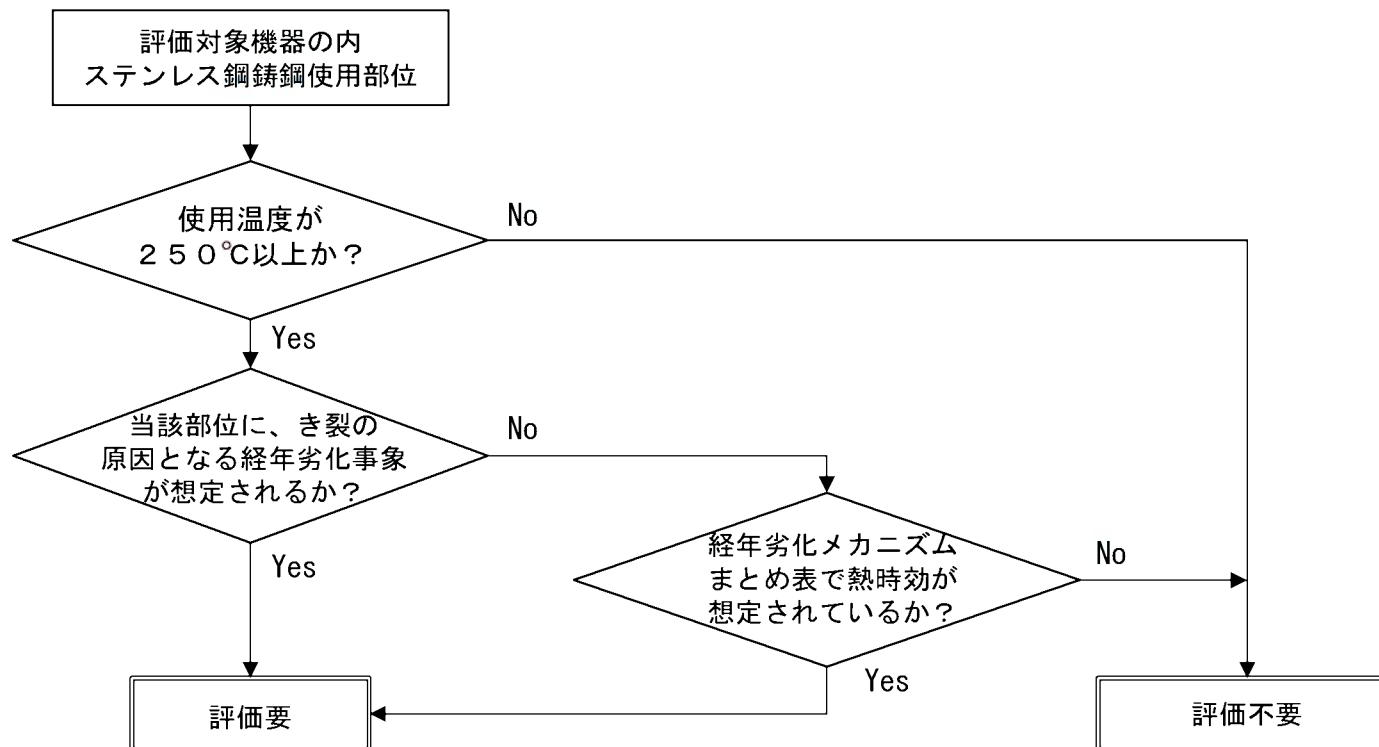 評価対象機器の内
ステンレス鋼鋳鋼使用部位
使用温度が
２５０℃以上か？
No
Yes
当該部位に、き裂の
原因となる経年劣化事象
が想定されるか？
No
Yes
経年劣化メカニズム
まとめ表で熱時効が
想定されているか？
No
Yes
評価要
評価不要